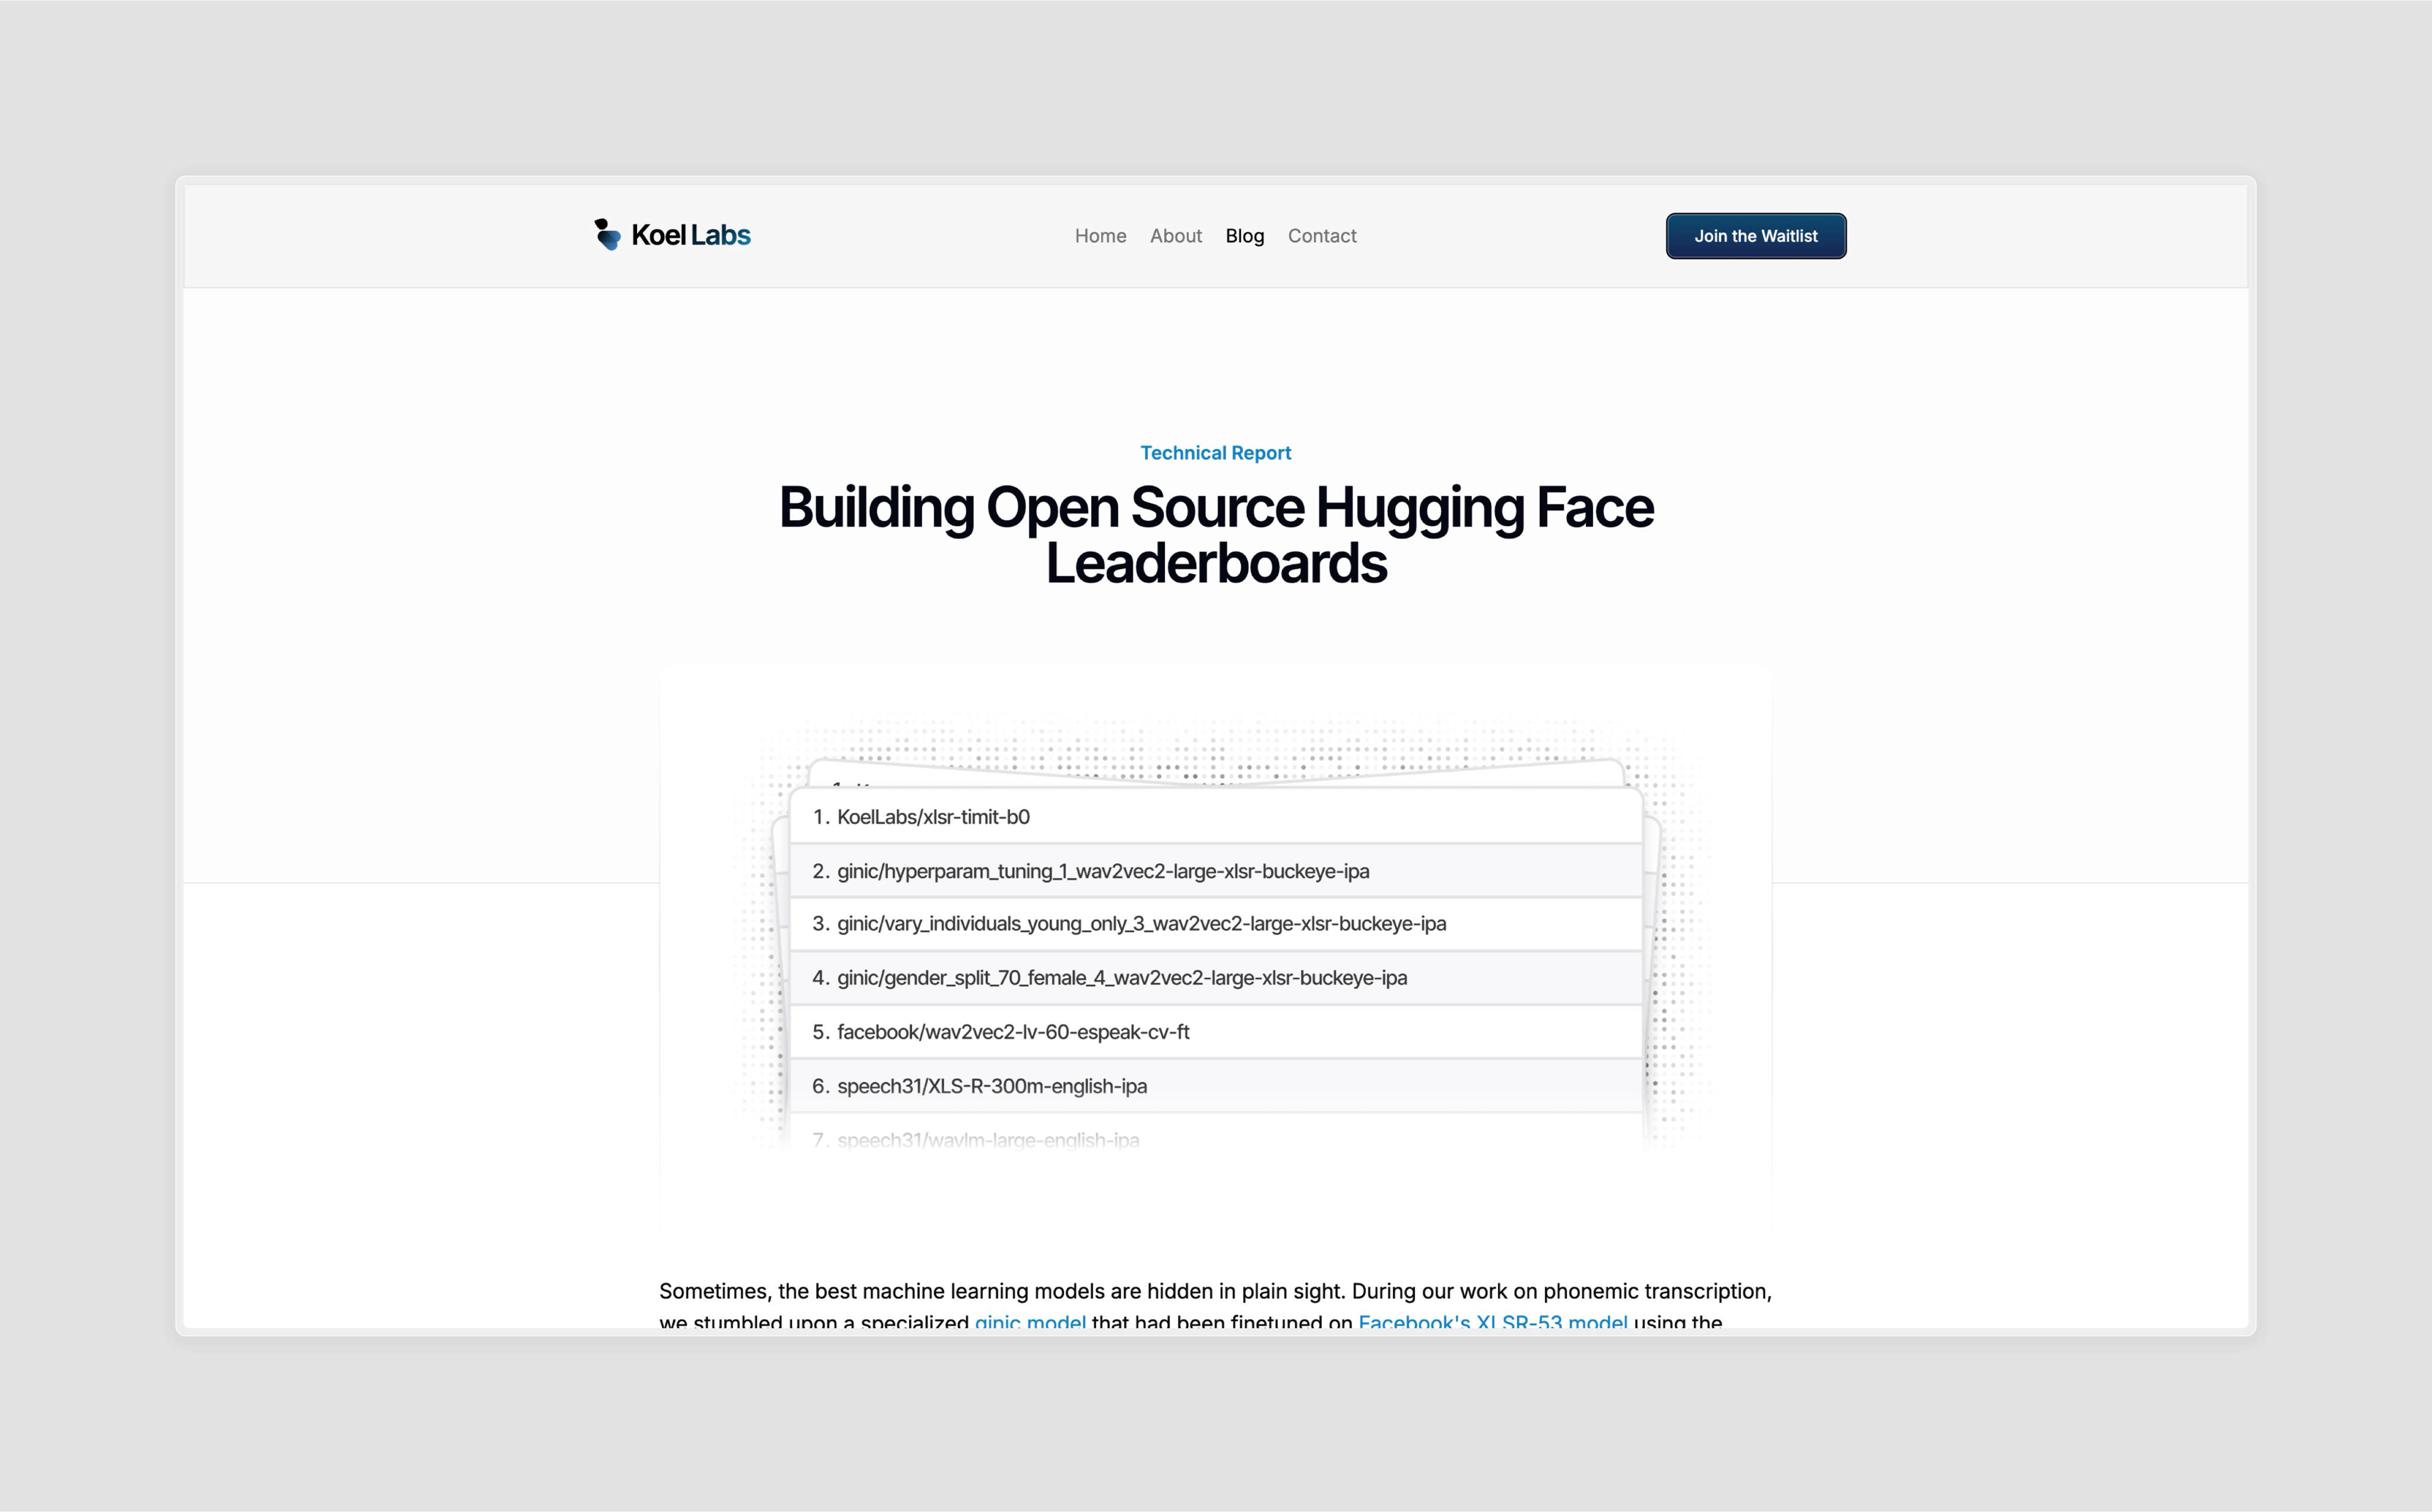 Koel Labs
Home About Blog Contact
Join the Waitlist
Technical Report
Building Open Source Hugging Face
Leaderboards
1. KoelLabs/xlsr-timit-b0
2. ginic/hyperparam_tuning_1_wav2vec2-large-xlsr-buckeye-ipa
3. ginic/vary_individuals_young_only_3_wav2vec2-large-xlsr-buckeye-ipa
4. ginic/gender_split_70_female_4_wav2vec2-large-xlsr-buckeye-ipa
5. facebook/wav2vec2-lv-60-espeak-cv-ft
6. speech31/XLS-R-300m-english-ipa
7. speech31/wavlm-large-english-ipa
Sometimes, the best machine learning models are hidden in plain sight. During our work on phonemic transcription,
we stumbled upon a specialized ginic model that had been finetuned on Facebook's XLSR-53 model using the